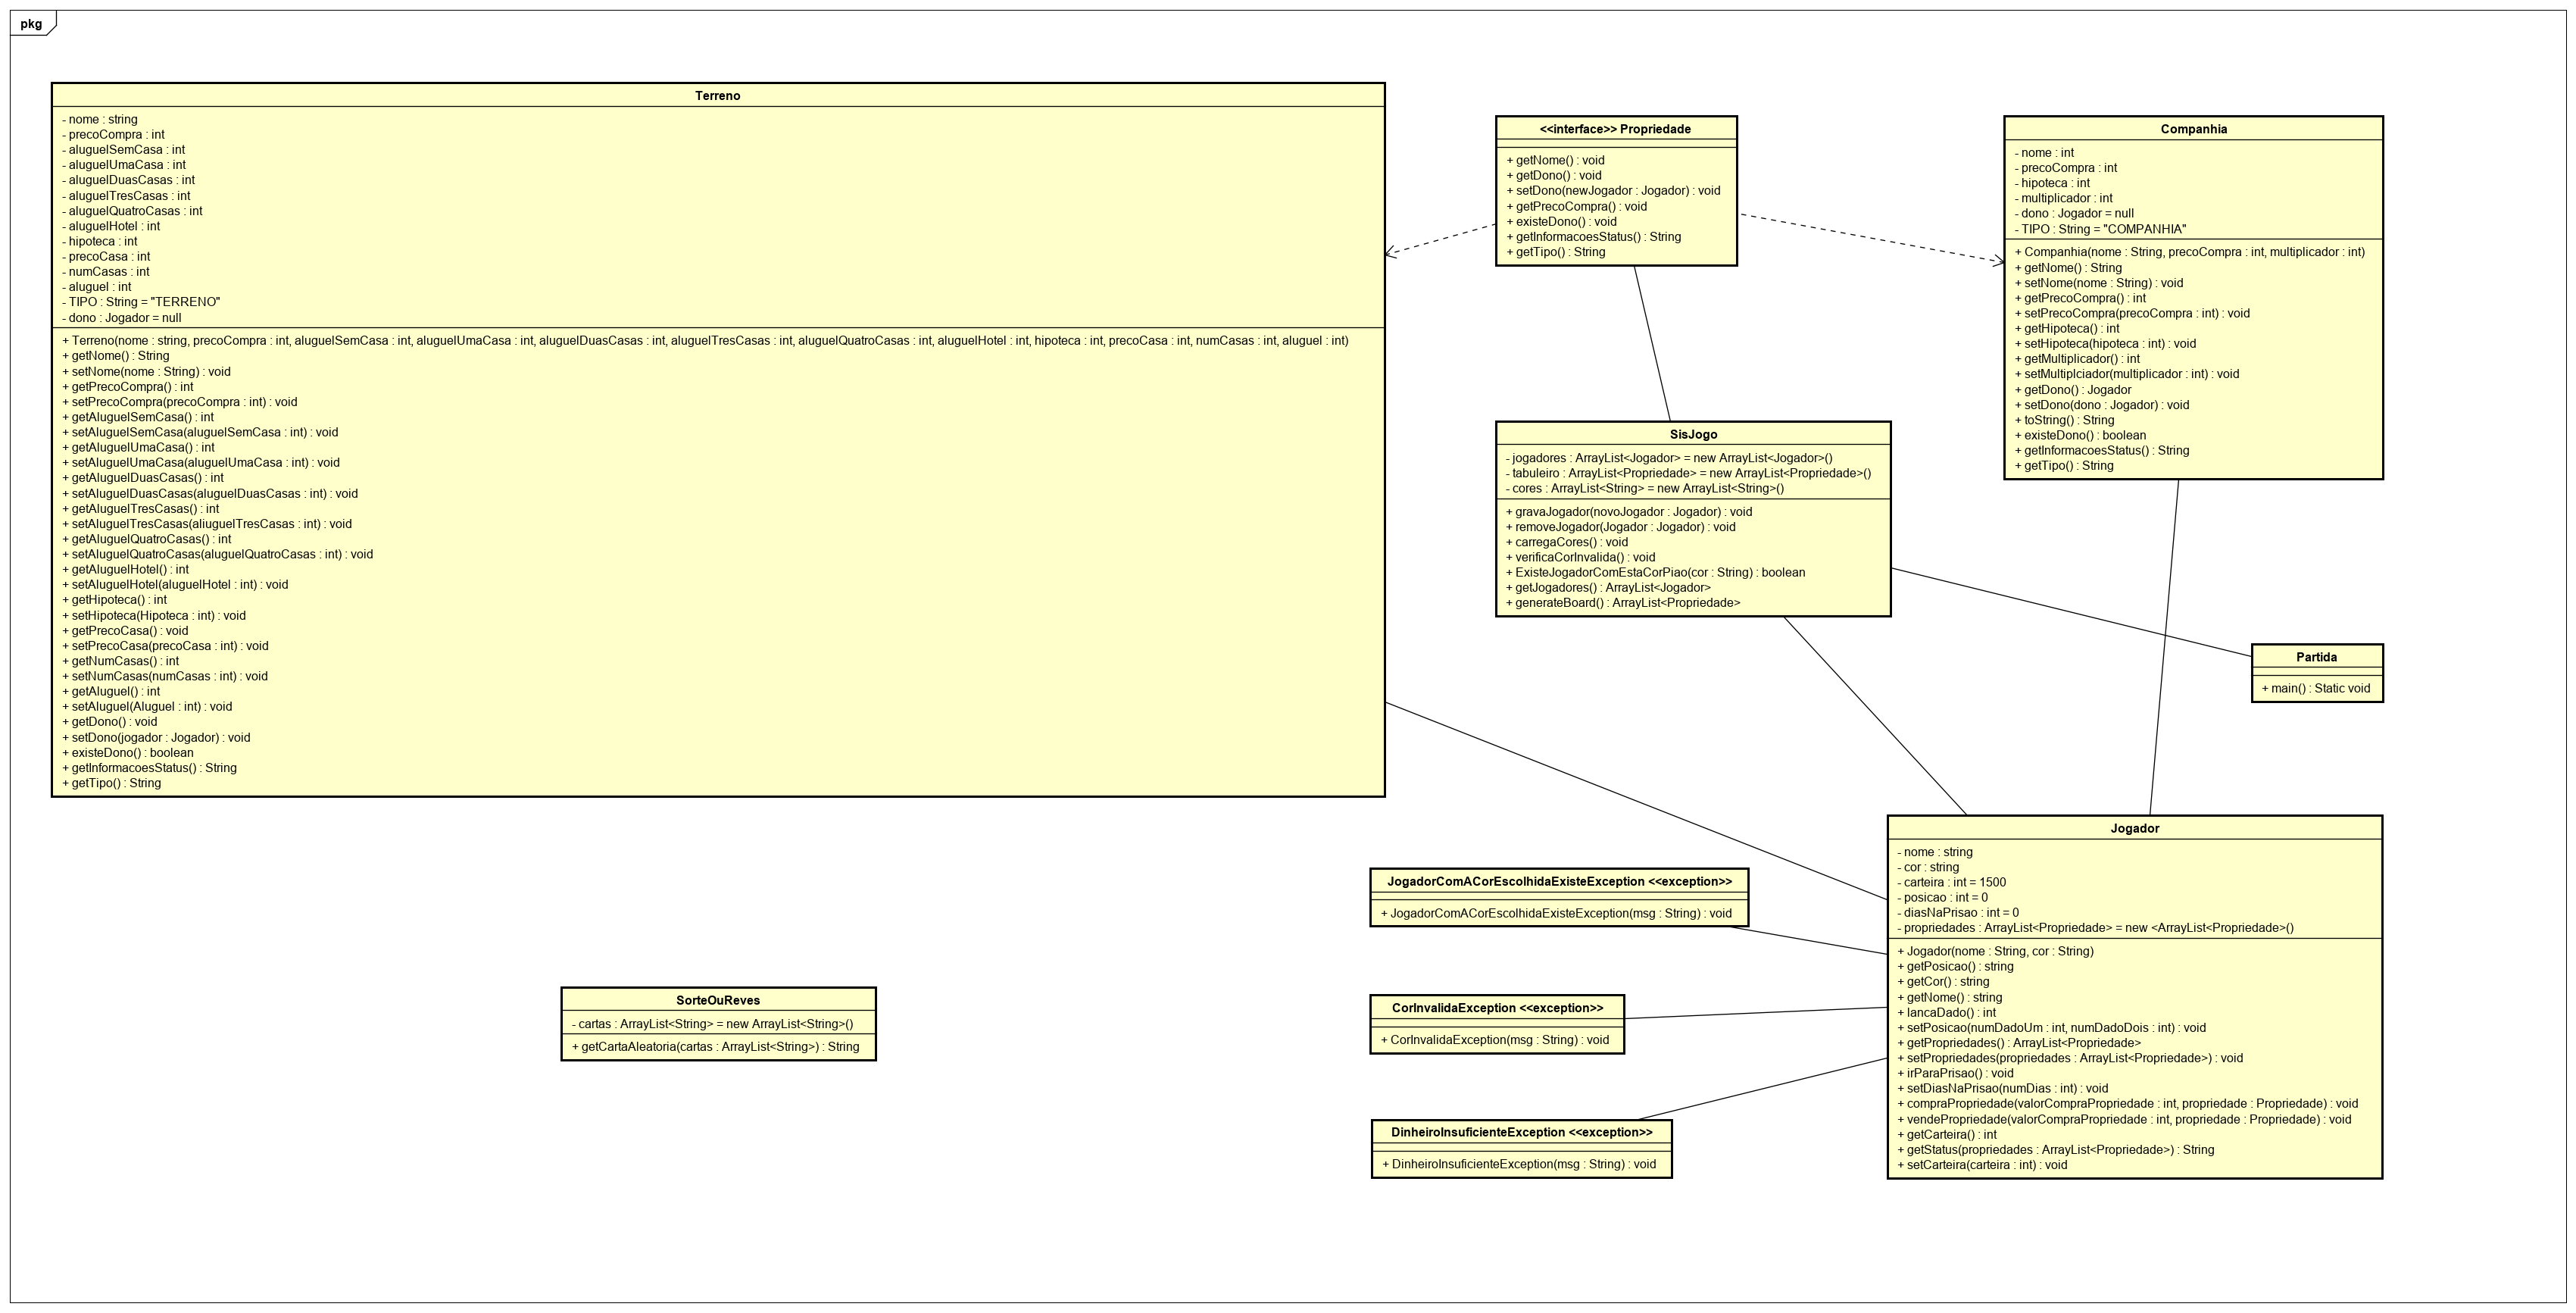 pkg
Terreno
- nome : string
- precoCompra : int
- aluguelSemCasa : int
- aluguelUmaCasa : int
- aluguelDuasCasas : int
- aluguelTresCasas : int
- aluguelQuatroCasas : int
- aluguelHotel : int
- hipoteca : int
- precoCasa : int
- numCasas : int
- aluguel : int
- TIPO : String = "TERRENO"
- dono : Jogador = null
+ Terreno(nome : string, precoCompra : int, aluguelSemCasa : int, aluguelUmaCasa : int, aluguelDuasCasas : int, aluguelTresCasas : int, aluguelQuatroCasas : int, aluguelHotel : int, hipoteca : int, precoCasa : int, numCasas : int, aluguel : int)
+ getNome() : String
+ setNome(nome : String) : void
+ getPrecoCompra() : int
+ setPrecoCompra(precoCompra : int) : void
+ getAluguelSemCasa() : int
+ setAluguelSemCasa(aluguelSemCasa : int) : void
+ getAluguelUmaCasa() : int
+ setAluguelUmaCasa(aluguelUmaCasa : int) : void
+ getAluguelDuasCasas() : int
+ setAluguelDuasCasas(aluguelDuasCasas : int) : void
+ getAluguelTresCasas() : int
+ setAluguelTresCasas(aliuguelTresCasas : int) : void
+ getAluguelQuatroCasas() : int
+ setAluguelQuatroCasas(aluguelQuatroCasas : int) : void
+ getAluguelHotel() : int
+ setAluguelHotel(aluguelHotel : int) : void
+ getHipoteca() : int
+ setHipoteca(Hipoteca : int) : void
+ getPrecoCasa() : void
+ setPrecoCasa(precoCasa : int) : void
+ getNumCasas() : int
+ setNumCasas(numCasas : int) : void
+ getAluguel() : int
+ setAluguel(Aluguel : int) : void
+ getDono() : void
+ setDono(jogador : Jogador) : void
+ existeDono() : boolean
+ getInformacoesStatus() : String
+ getTipo() : String
<<interface>> Propriedade
+ getNome() : void
+ getDono() : void
+ setDono(newJogador : Jogador) : void
+ getPrecoCompra() : void
+ existeDono() : void
+ getInformacoesStatus() : String
+ getTipo() : String
Companhia
- nome : int
- precoCompra : int
- hipoteca : int
- multiplicador : int
- dono : Jogador = null
- TIPO : String = "COMPANHIA"
+ Companhia(nome : String, precoCompra : int, multiplicador : int)
+ getNome() : String
+ setNome(nome : String) : void
+ getPrecoCompra() : int
+ setPrecoCompra(precoCompra : int) : void
+ getHipoteca() : int
+ setHipoteca(hipoteca : int) : void
+ getMultiplicador() : int
+ setMultiplciador(multiplicador : int) : void
+ getDono() : Jogador
+ setDono(dono : Jogador) : void
+ toString() : String
+ existeDono() : boolean
+ getInformacoesStatus() : String
+ getTipo() : String
SisJogo
- jogadores : ArrayList<Jogador> = new ArrayList<Jogador>()
- tabuleiro : ArrayList<Propriedade> = new ArrayList<Propriedade>()
- cores : ArrayList<String> = new ArrayList<String>()
+ gravaJogador(novoJogador : Jogador) : void
+ removeJogador(Jogador : Jogador) : void
+ carregaCores() : void
+ verificaCorInvalida() : void
+ ExisteJogadorComEstaCorPiao(cor : String) : boolean
+ getJogadores() : ArrayList<Jogador>
+ generateBoard() : ArrayList<Propriedade>
Partida
+ main() : Static void
Jogador
- nome : string
- cor : string
- carteira : int = 1500
- posicao : int = 0
- diasNaPrisao : int = 0
- propriedades : ArrayList<Propriedade> = new <ArrayList<Propriedade>()
+ Jogador(nome : String, cor : String)
+ getPosicao() : string
+ getCor() : string
+ getNome() : string
+ lancaDado() : int
+ setPosicao(numDadoUm : int, numDadoDois : int) : void
+ getPropriedades() : ArrayList<Propriedade>
+ setPropriedades(propriedades : ArrayList<Propriedade>) : void
+ irParaPrisao() : void
+ setDiasNaPrisao(numDias : int) : void
+ compraPropriedade(valorCompraPropriedade : int, propriedade : Propriedade) : void
+ vendePropriedade(valorCompraPropriedade : int, propriedade : Propriedade) : void
+ getCarteira() : int
+ getStatus(propriedades : ArrayList<Propriedade>) : String
+ setCarteira(carteira : int) : void
JogadorComACorEscolhidaExisteException <<exception>>
+ JogadorComACorEscolhidaExisteException(msg : String) : void
CorInvalidaException <<exception>>
+ CorInvalidaException(msg : String) : void
DinheiroInsuficienteException <<exception>>
+ DinheiroInsuficienteException(msg : String) : void
SorteOuReves
- cartas : ArrayList<String> = new ArrayList<String>()
+ getCartaAleatoria(cartas : ArrayList<String>) : String